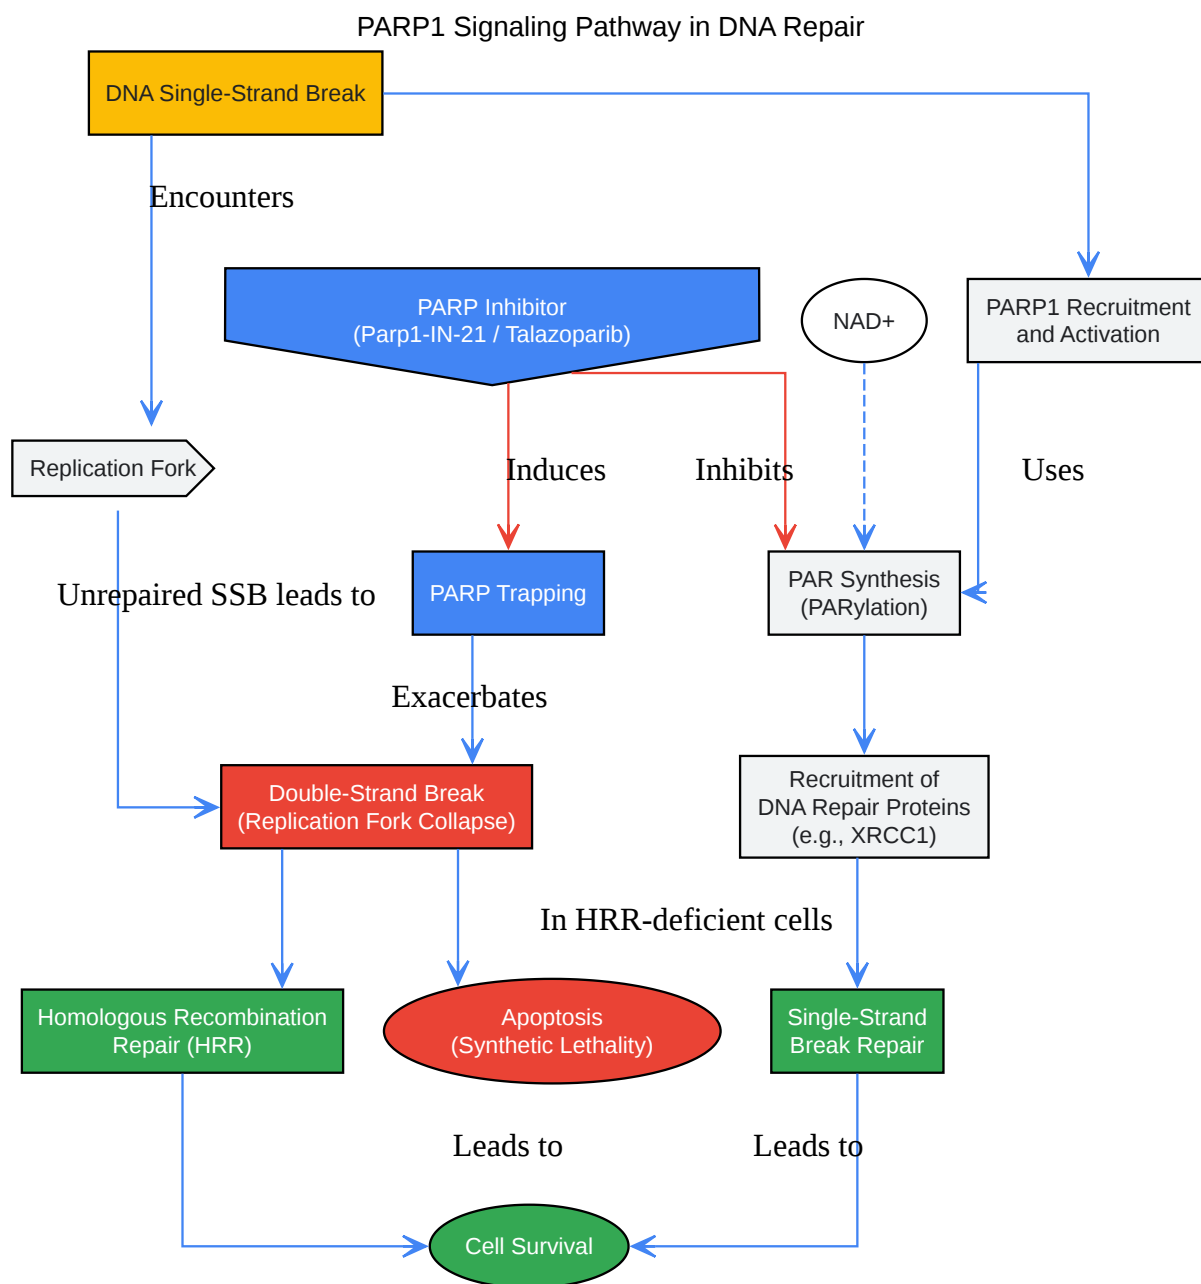 PARP1 Signaling Pathway in DNA Repair
DNA Single-Strand Break
Encounters
PARP Inhibitor
(Parp1-IN-21 / Talazoparib)
NAD+
PARP1 Recruitment
and Activation
Replication Fork
Induces
Inhibits
Uses
Unrepaired SSB leads to
PARP Trapping
PAR Synthesis
(PARylation)
Exacerbates
Double-Strand Break
(Replication Fork Collapse)
Recruitment of
DNA Repair Proteins
(e.g., XRCC1)
In HRR-deficient cells
Homologous Recombination
Repair (HRR)
Apoptosis
(Synthetic Lethality)
Single-Strand
Break Repair
Leads to
Leads to
Cell Survival